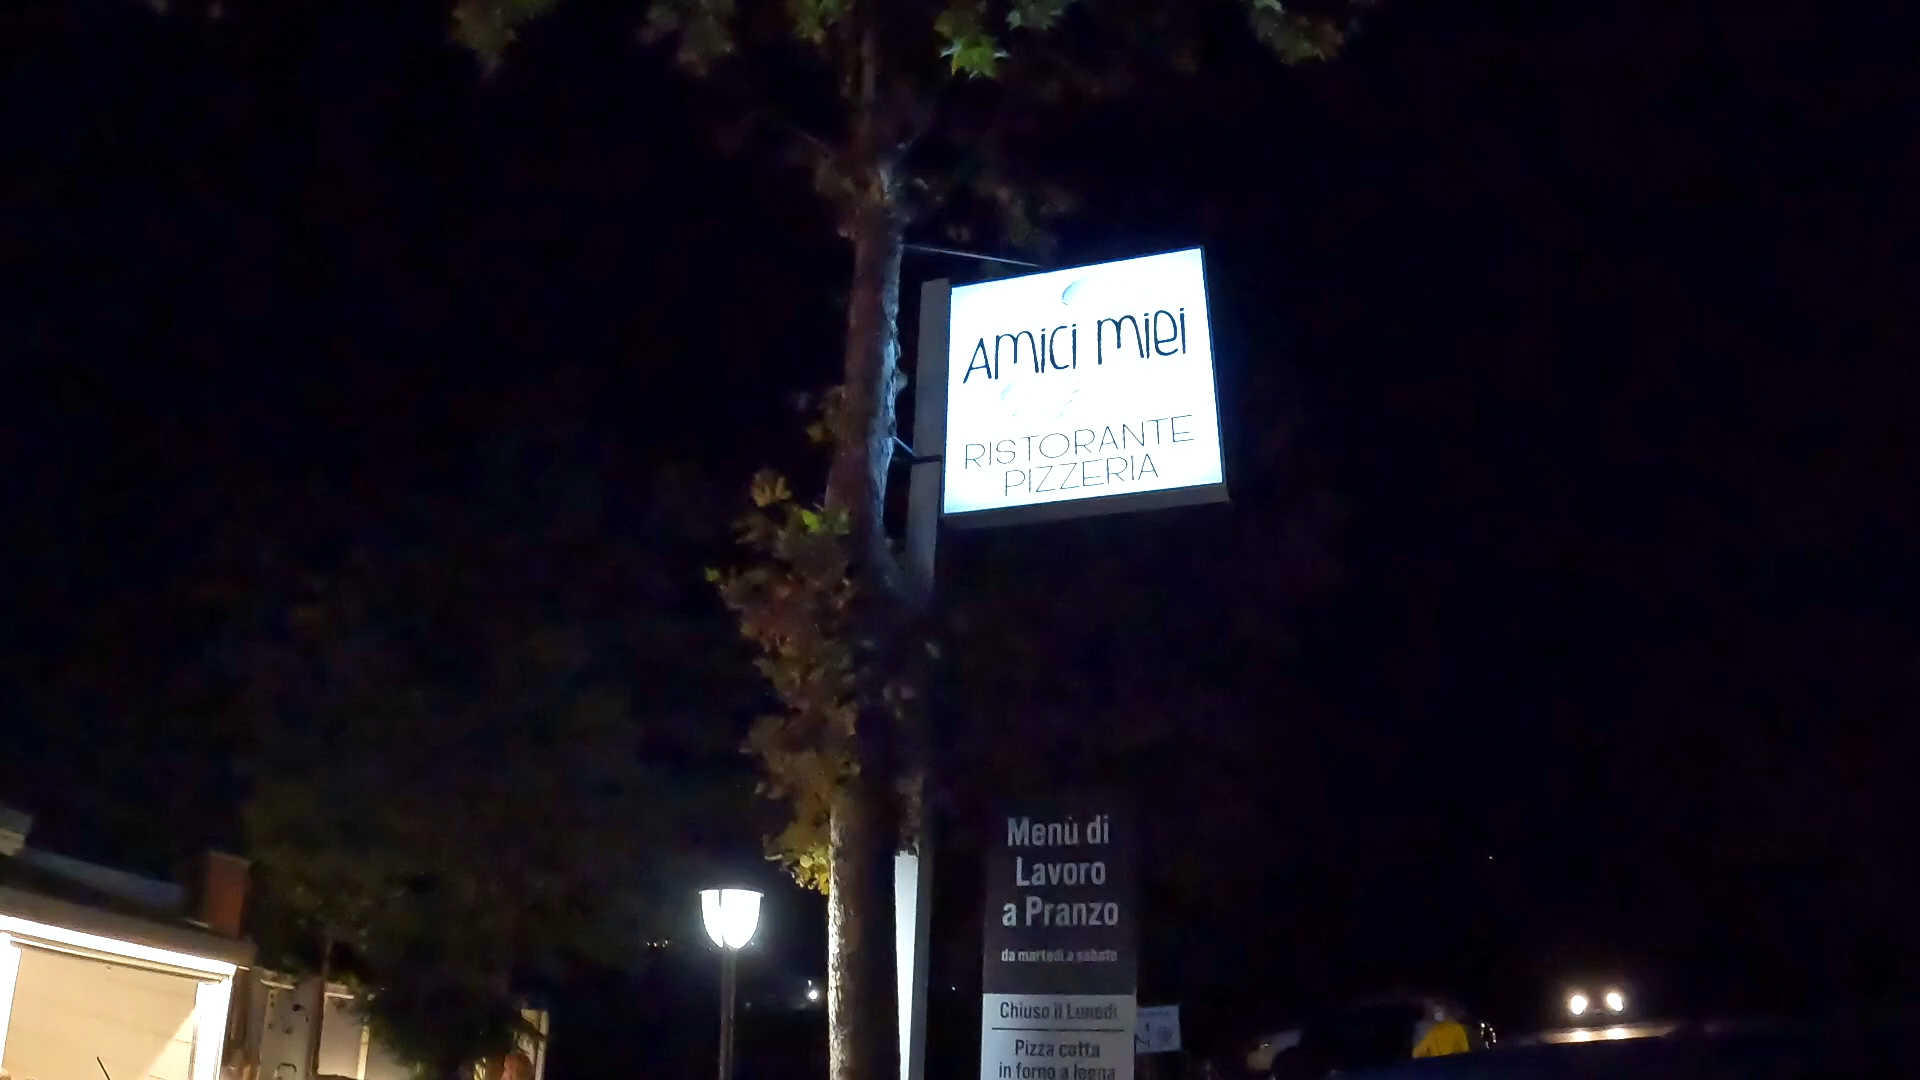 Amici miei
RISTORANTE
PIZZERIA
Menù di
Lavoro
a Pranzo
da martedì a sabato
Chiuso il Lunedì
Pizza cotta
in forno a legna